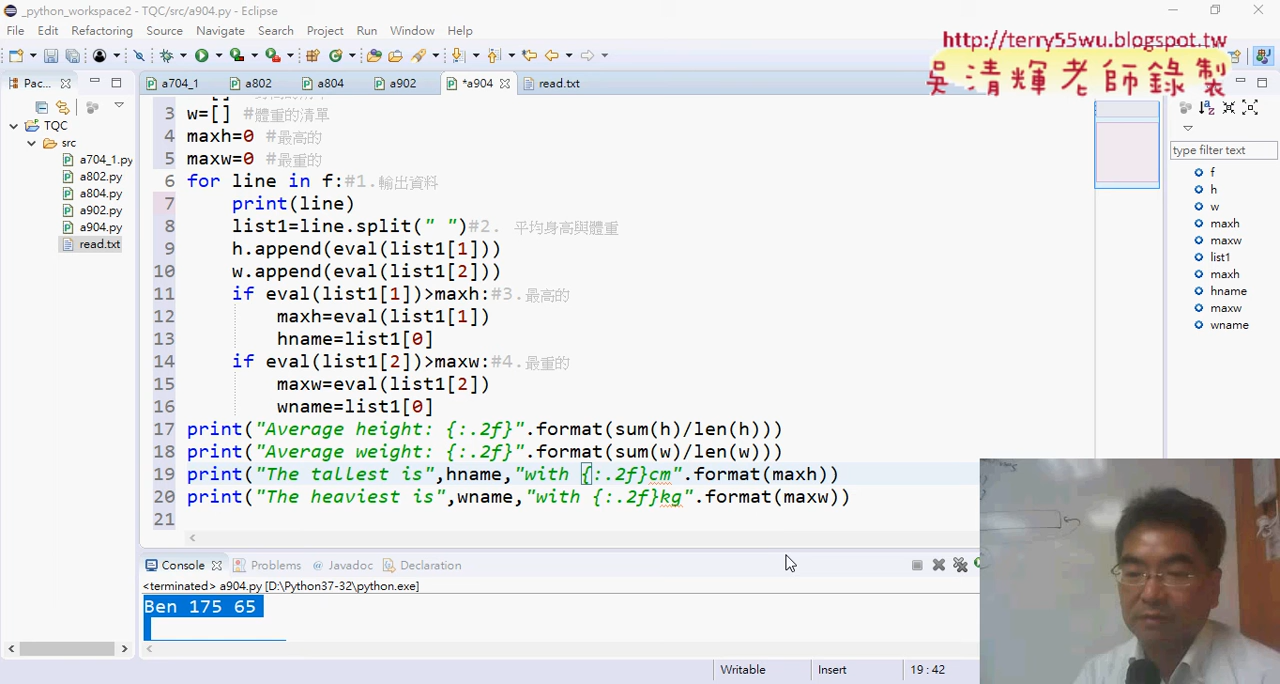 _python_workspace2 - TQC/src/a904.py - Eclipse
File Edit Refactoring Source Navigate Search Project Run Window Help
http://terry55wu.blogspot.tw
吳清輝老師錄製
Pac...
a704_1 a802 a804 a902 *a904 read.txt
TQC
src
a704_1.py
a802.py
a804.py
a902.py
a904.py
read.txt
3 w=[] #體重的清單
4 maxh=0 #最高的
5 maxw=0 #最重的
6 for line in f:#1.輸出資料
7 print(line)
8 list1=line.split(" ")#2. 平均身高與體重
9 h.append(eval(list1[1]))
10 w.append(eval(list1[2]))
11 if eval(list1[1])>maxh:#3.最高的
12 maxh=eval(list1[1])
13 hname=list1[0]
14 if eval(list1[2])>maxw:#4.最重的
15 maxw=eval(list1[2])
16 wname=list1[0]
17 print("Average height: {:.2f}".format(sum(h)/len(h)))
18 print("Average weight: {:.2f}".format(sum(w)/len(w)))
19 print("The tallest is",hname,"with {:.2f}cm".format(maxh))
20 print("The heaviest is",wname,"with {:.2f}kg".format(maxw))
21
type filter text
f
h
w
maxh
maxw
list1
maxh
hname
maxw
wname
Console Problems @ Javadoc Declaration
<terminated> a904.py [D:\Python37-32\python.exe]
Ben 175 65
Writable Insert 19 : 42